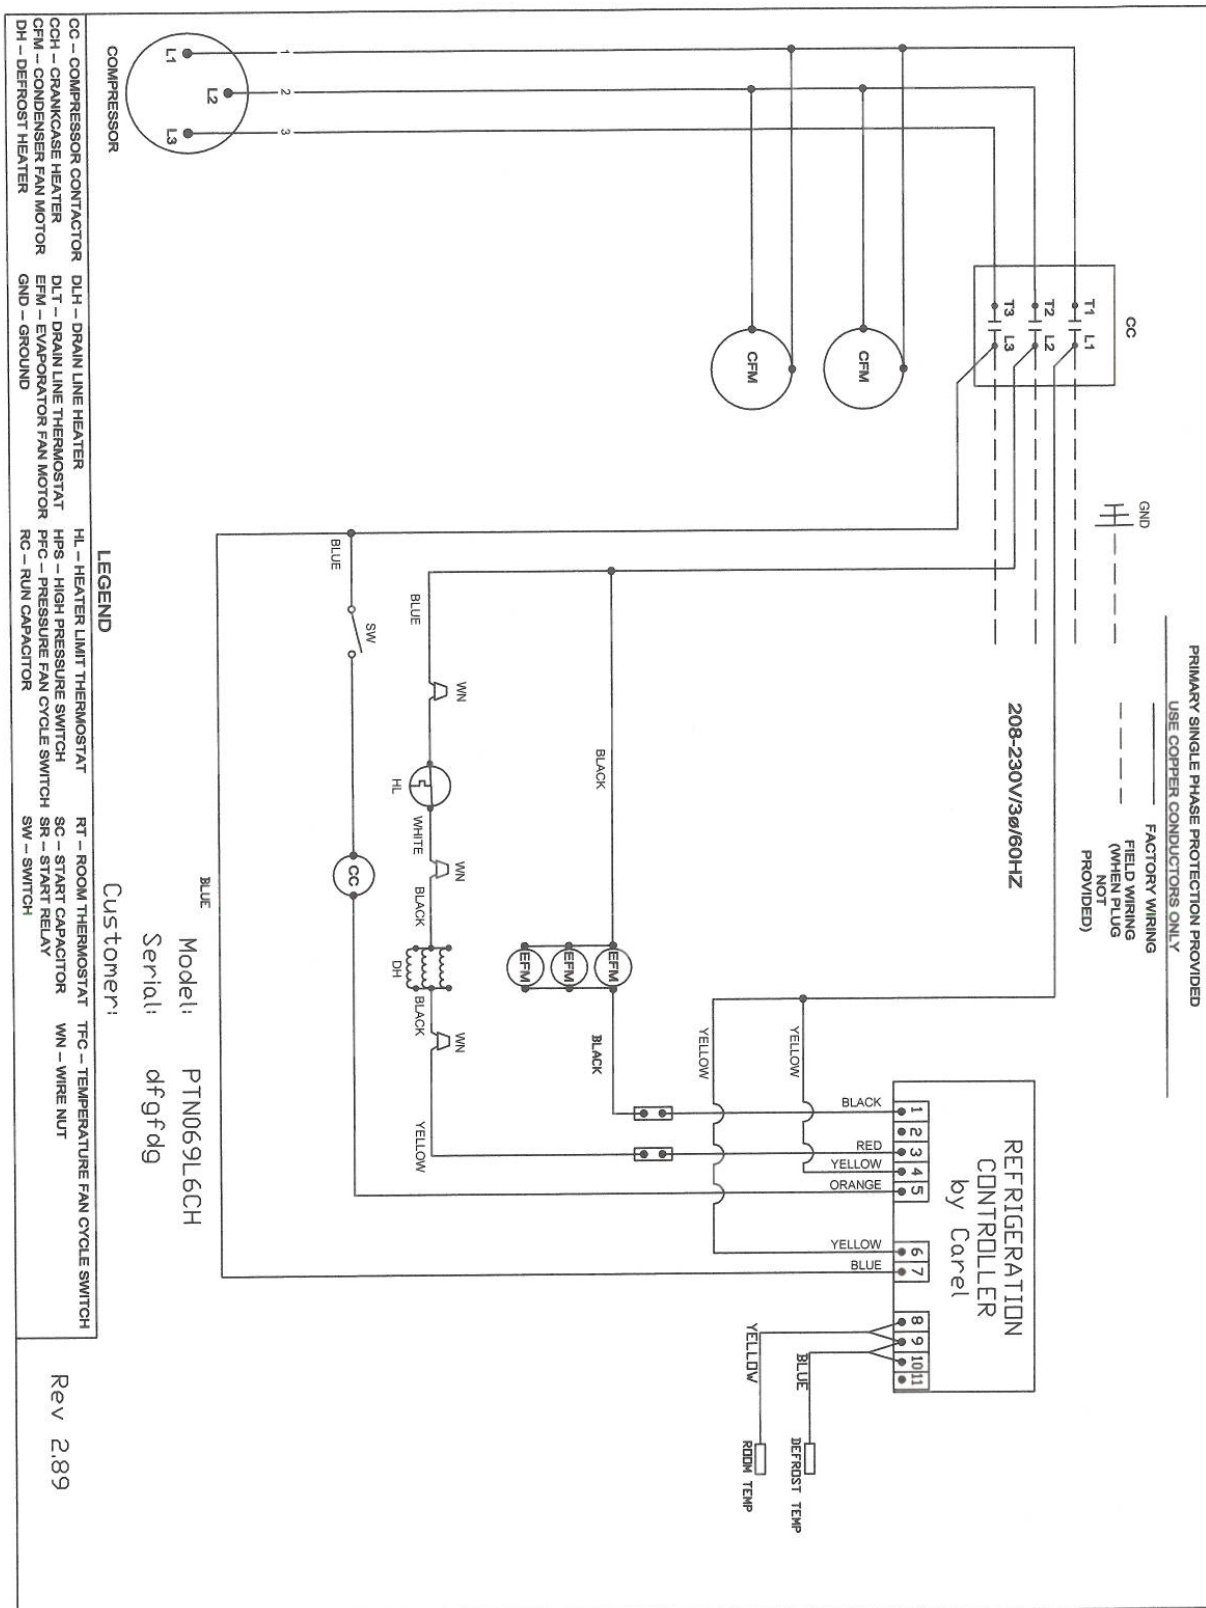 PRIMARY SINGLE PHASE PROTECTION PROVIDED
USE COPPER CONDUCTORS ONLY
FACTORY WIRING
FIELD WIRING
(WHEN PLUG
NOT
PROVIDED)
GND
208-230V/3ø/60HZ
CC
T1 L1
T2 L2
T3 L3
CFM
CFM
1
2
3
L1
L2
L3
COMPRESSOR
REFRIGERATION
CONTROLLER
by Carel
1
2
3
4
5
6
7
8
9
10
11
BLACK
RED
YELLOW
ORANGE
YELLOW
BLUE
YELLOW
YELLOW
BLUE
YELLOW
DEFROST TEMP
ROOM TEMP
BLACK
EFM
EFM
EFM
BLACK
BLUE
WN
HL
WHITE
WN
BLACK
DH
BLACK
WN
YELLOW
BLUE
SW
CC
BLUE
Model: PTN069L6CH
Serial: dfgfdg
Customer:
LEGEND
CC – COMPRESSOR CONTACTOR DLH – DRAIN LINE HEATER HL – HEATER LIMIT THERMOSTAT RT – ROOM THERMOSTAT TFC – TEMPERATURE FAN CYCLE SWITCH
CCH – CRANKCASE HEATER DLT – DRAIN LINE THERMOSTAT HPS – HIGH PRESSURE SWITCH SC – START CAPACITOR WN – WIRE NUT
CFM – CONDENSER FAN MOTOR EFM – EVAPORATOR FAN MOTOR PFC – PRESSURE FAN CYCLE SWITCH SR – START RELAY
DH – DEFROST HEATER GND – GROUND RC – RUN CAPACITOR SW – SWITCH
Rev 2.89